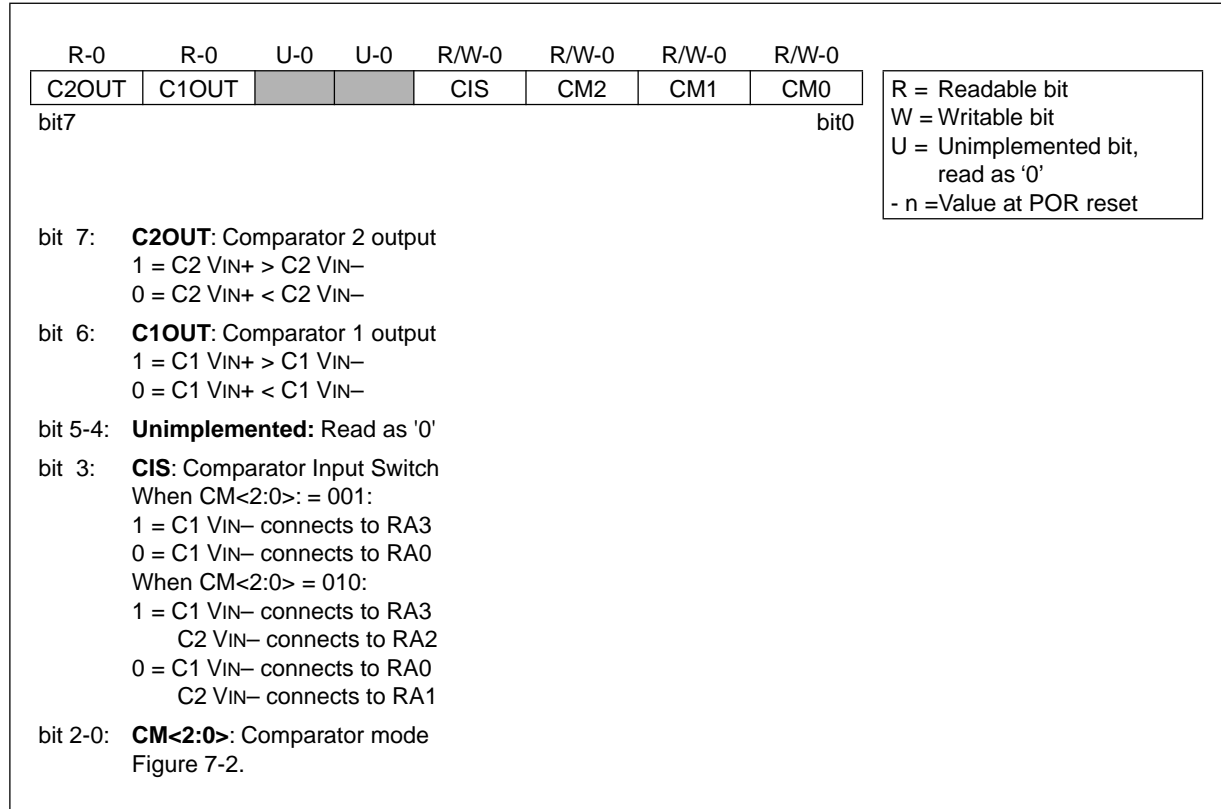 R-0 R-0 U-0 U-0 R/W-0 R/W-0 R/W-0 R/W-0
C2OUT C1OUT CIS CM2 CM1 CM0
bit7 bit0
R = Readable bit
W = Writable bit
U = Unimplemented bit,
read as ‘0’
- n =Value at POR reset
bit 7: C2OUT: Comparator 2 output
1 = C2 VIN+ > C2 VIN–
0 = C2 VIN+ < C2 VIN–
bit 6: C1OUT: Comparator 1 output
1 = C1 VIN+ > C1 VIN–
0 = C1 VIN+ < C1 VIN–
bit 5-4: Unimplemented: Read as '0'
bit 3: CIS: Comparator Input Switch
When CM<2:0>: = 001:
1 = C1 VIN– connects to RA3
0 = C1 VIN– connects to RA0
When CM<2:0> = 010:
1 = C1 VIN– connects to RA3
C2 VIN– connects to RA2
0 = C1 VIN– connects to RA0
C2 VIN– connects to RA1
bit 2-0: CM<2:0>: Comparator mode
Figure 7-2.